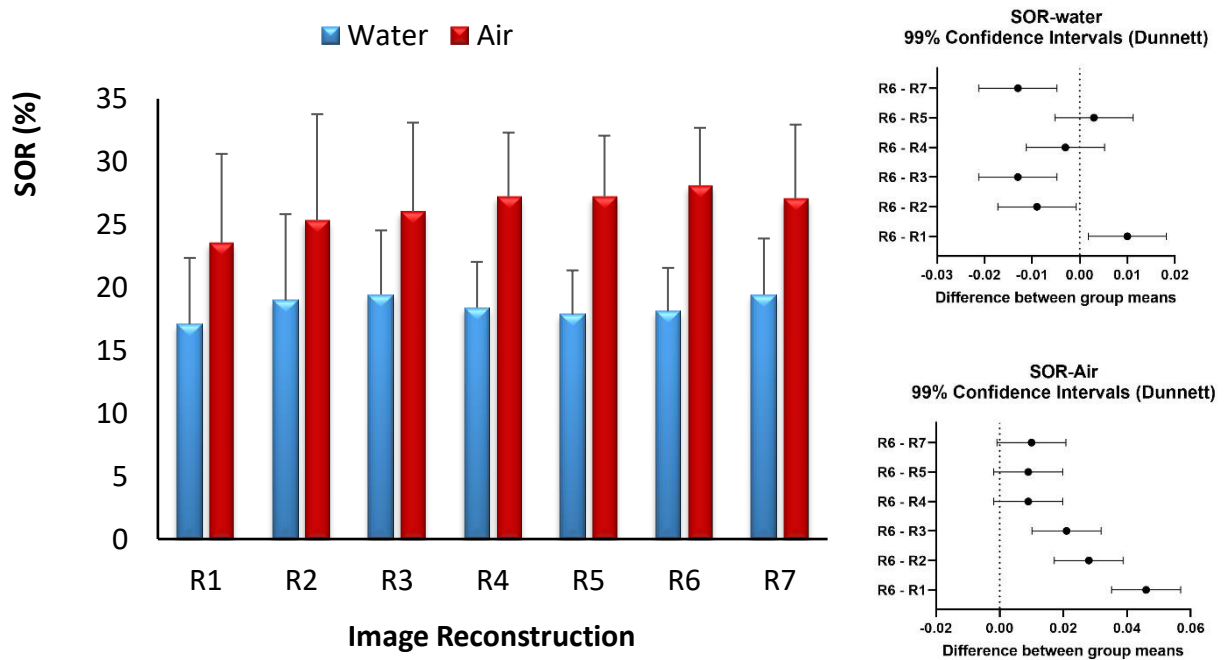 Water Air
SOR (%)
35
30
25
20
15
10
5
0
R1 R2 R3 R4 R5 R6 R7
Image Reconstruction
SOR-water
99% Confidence Intervals (Dunnett)
R6 - R7
R6 - R5
R6 - R4
R6 - R3
R6 - R2
R6 - R1
-0.03 -0.02 -0.01 0.00 0.01 0.02
Difference between group means
SOR-Air
99% Confidence Intervals (Dunnett)
R6 - R7
R6 - R5
R6 - R4
R6 - R3
R6 - R2
R6 - R1
-0.02 0.00 0.02 0.04 0.06
Difference between group means